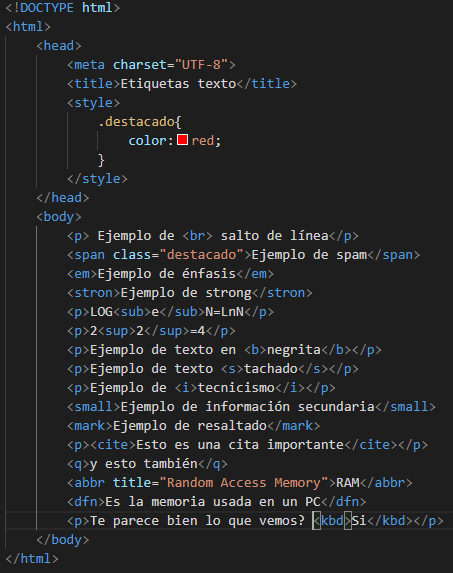 <!DOCTYPE html>
<html>
<head>
<meta charset="UTF-8">
<title>Etiquetas texto</title>
<style>
.destacado{
color: red;
}
</style>
</head>
<body>
<p> Ejemplo de <br> salto de línea</p>
<span class="destacado">Ejemplo de spam</span>
<em>Ejemplo de énfasis</em>
<stron>Ejemplo de strong</stron>
<p>LOG<sub>e</sub>N=LnN</p>
<p>2<sup>2</sup>=4</p>
<p>Ejemplo de texto en <b>negrita</b></p>
<p>Ejemplo de texto <s>tachado</s></p>
<p>Ejemplo de <i>tecnicismo</i></p>
<small>Ejemplo de información secundaria</small>
<mark>Ejemplo de resaltado</mark>
<p><cite>Esto es una cita importante</cite></p>
<q>y esto también</q>
<abbr title="Random Access Memory">RAM</abbr>
<dfn>Es la memoria usada en un PC</dfn>
<p>Te parece bien lo que vemos? <kbd>Si</kbd></p>
</body>
</html>